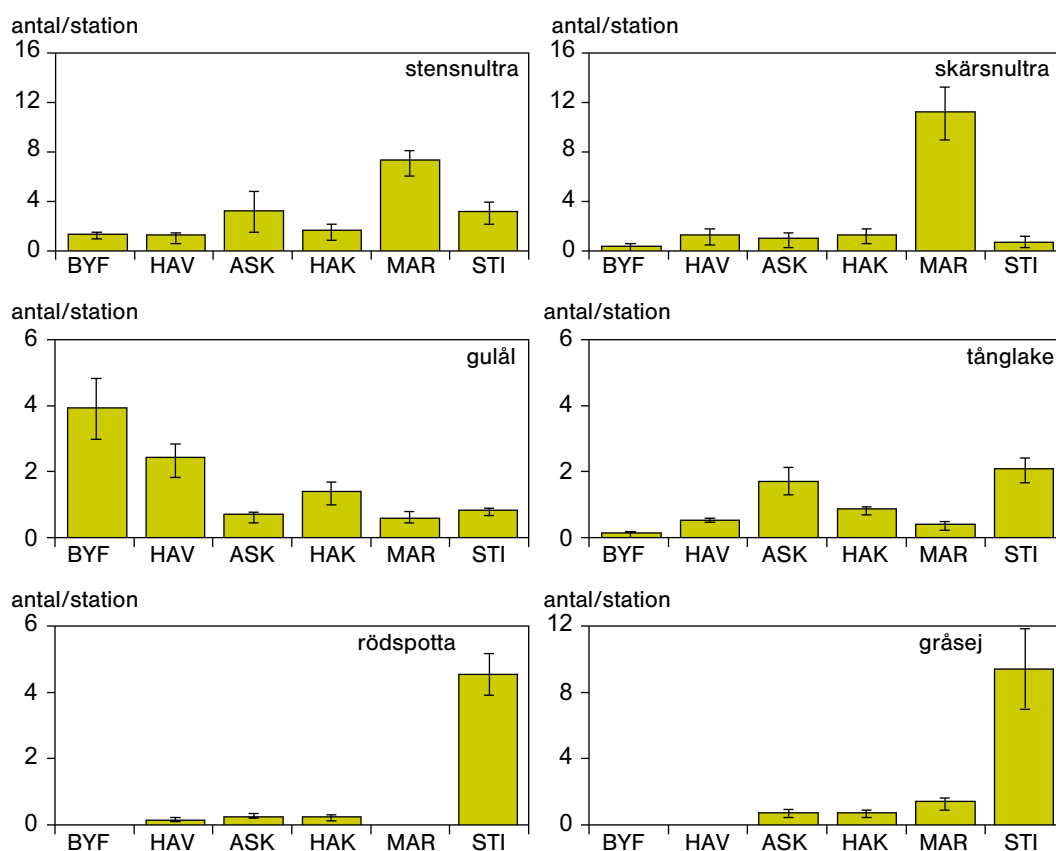 antal/station
16
12
8
4
0
stensnultra
BYF HAV ASK HAK MAR STI
antal/station
16
12
8
4
0
skärsnultra
BYF HAV ASK HAK MAR STI
antal/station
6
4
2
0
gulål
BYF HAV ASK HAK MAR STI
antal/station
6
4
2
0
tånglake
BYF HAV ASK HAK MAR STI
antal/station
6
4
2
0
rödspotta
BYF HAV ASK HAK MAR STI
antal/station
12
8
4
0
gråsej
BYF HAV ASK HAK MAR STI